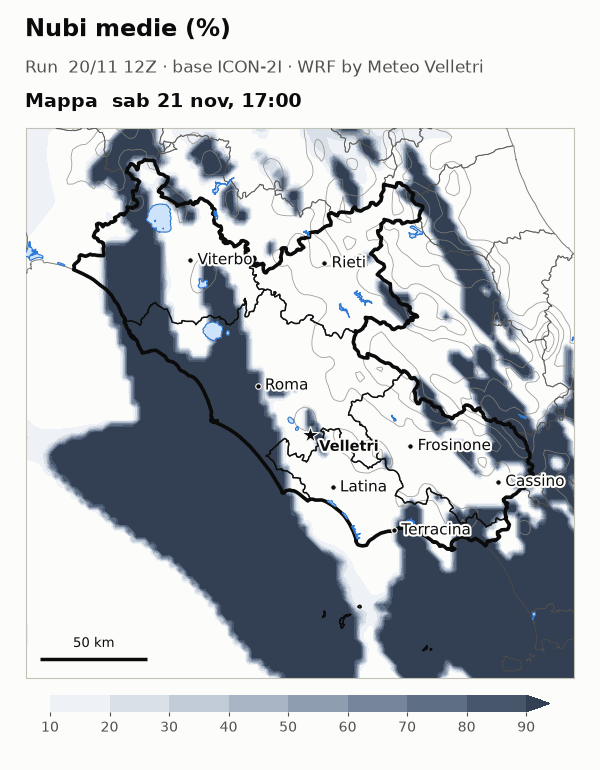 Nubi medie (%)
Run 20/11 12Z · base ICON-2I · WRF by Meteo Velletri
Mappa sab 21 nov, 17:00
Viterbo
Rieti
Roma
Velletri
Frosinone
Latina
Cassino
Terracina
50 km
10 20 30 40 50 60 70 80 90